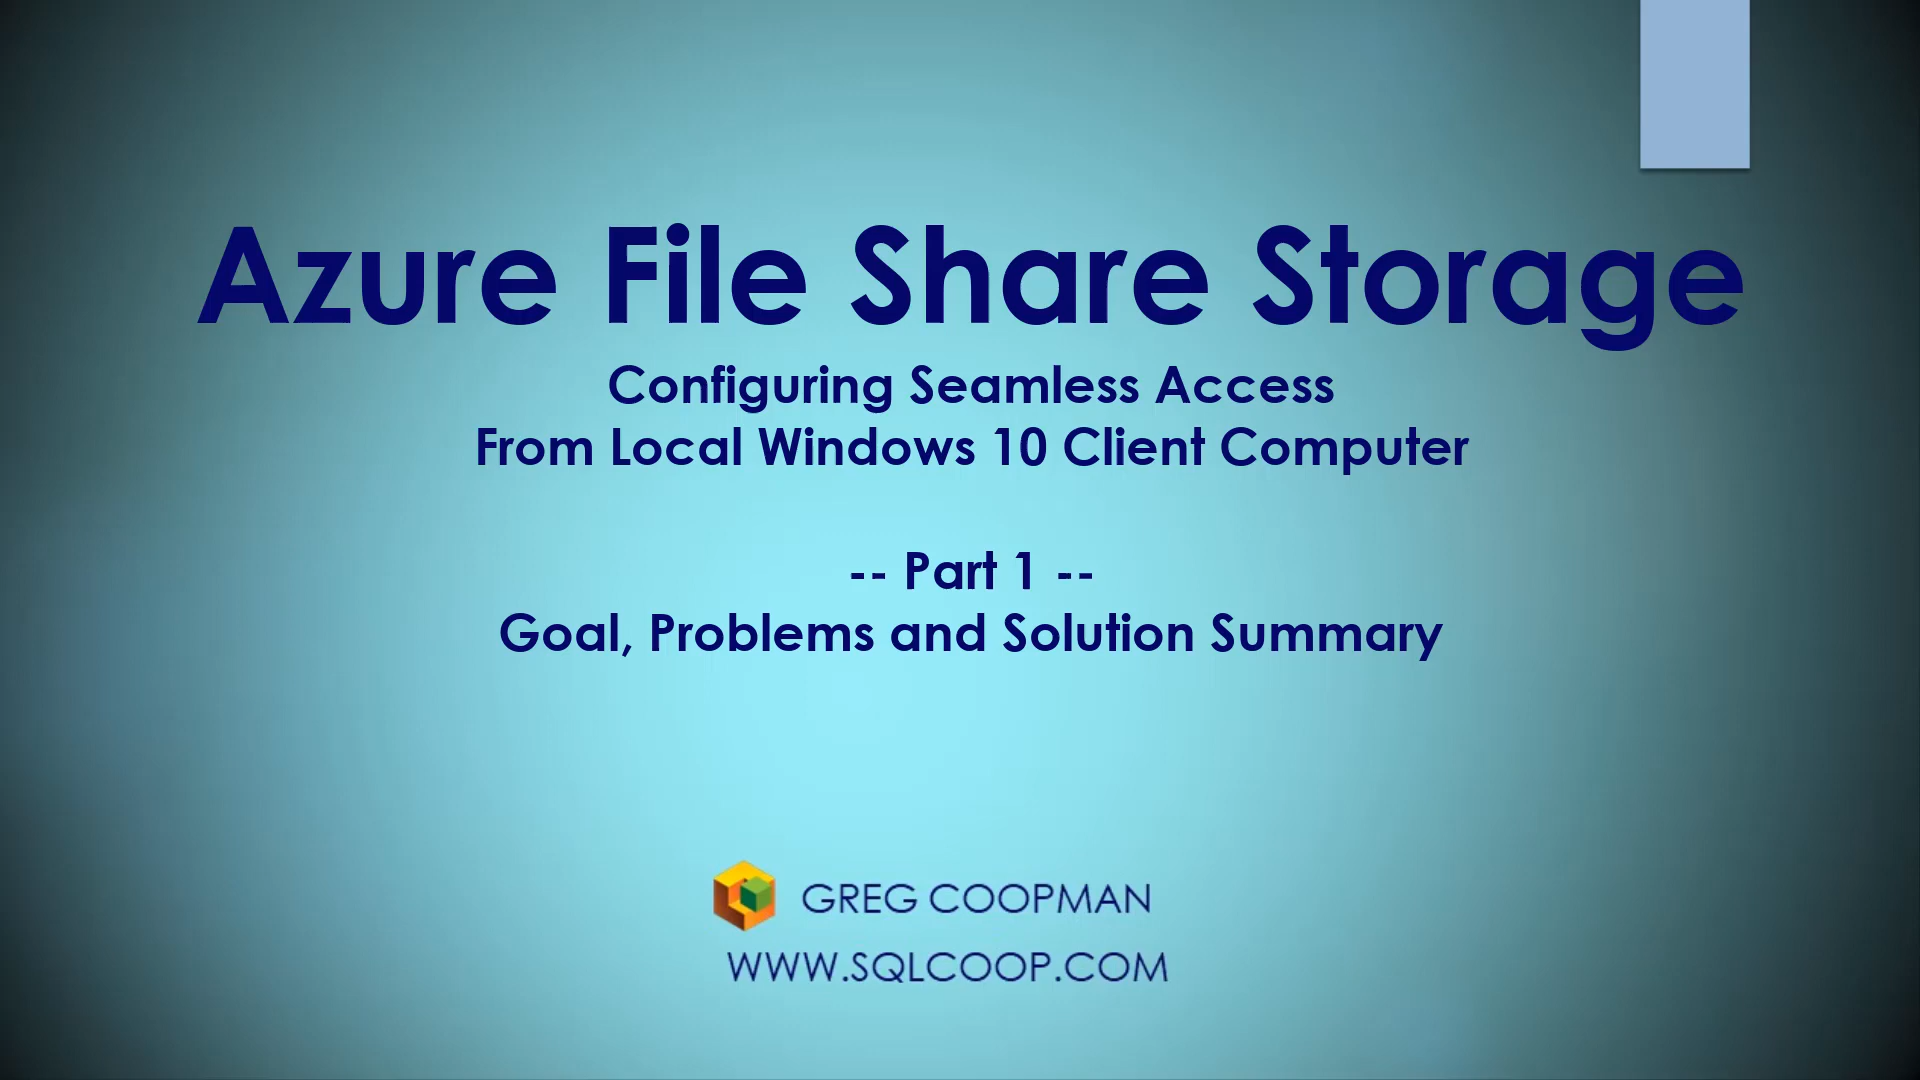 Azure File Share Storage
Configuring Seamless Access
From Local Windows 10 Client Computer
-- Part 1 --
Goal, Problems and Solution Summary
GREG COOPMAN
WWW.SQLCOOP.COM